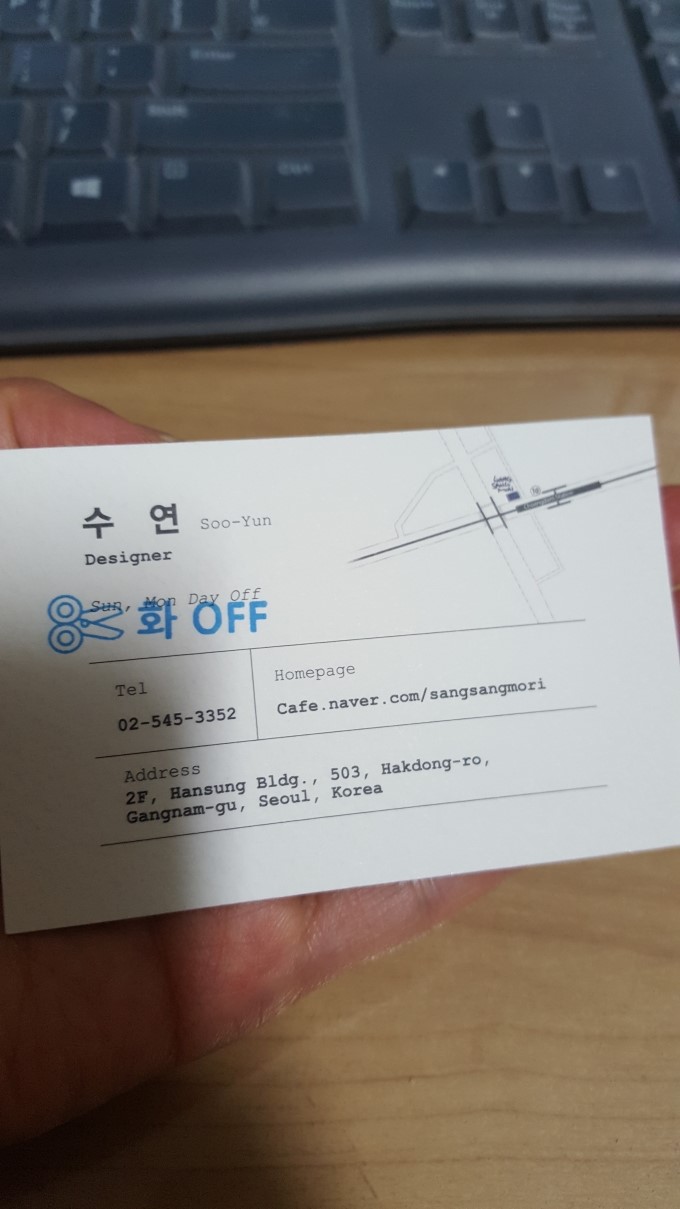 수 연 Soo-Yun
Designer
Sun, Mon Day Off
화 OFF
Tel
02-545-3352
Homepage
Cafe.naver.com/sangsangmori
Address
2F, Hansung Bldg., 503, Hakdong-ro,
Gangnam-gu, Seoul, Korea